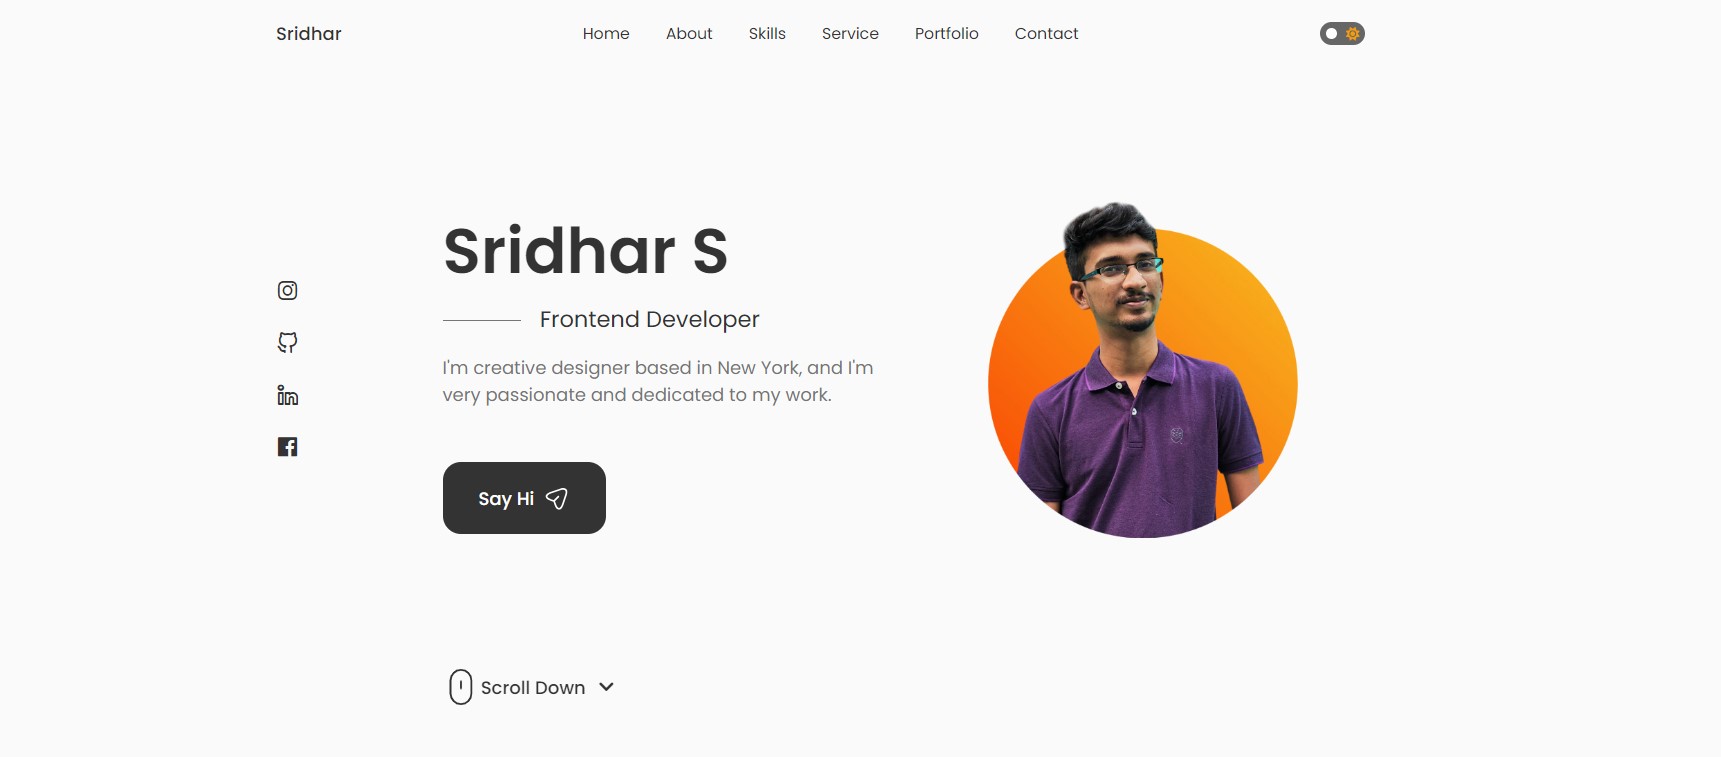 Sridhar
Home
About
Skills
Service
Portfolio
Contact
Sridhar S
Frontend Developer
I'm creative designer based in New York, and I'm
very passionate and dedicated to my work.
Say Hi
Scroll Down